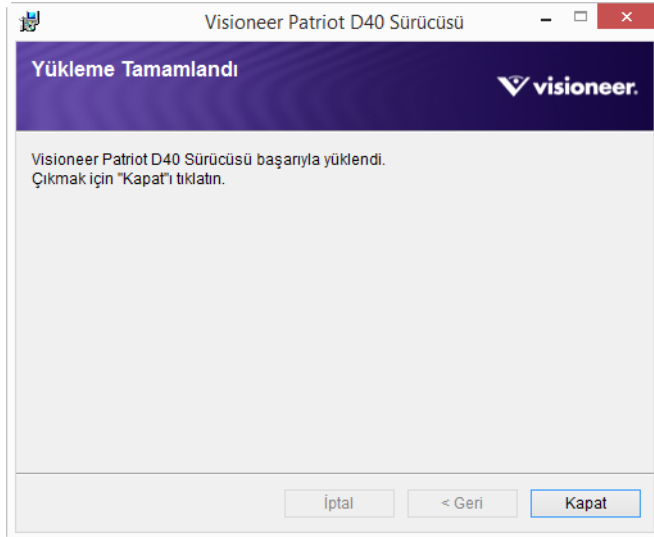 Visioneer Patriot D40 Sürücüsü
Yükleme Tamamlandı
visioneer.
Visioneer Patriot D40 Sürücüsü başarıyla yüklendi.
Çıkmak için "Kapat"ı tıklatın.
İptal
< Geri
Kapat